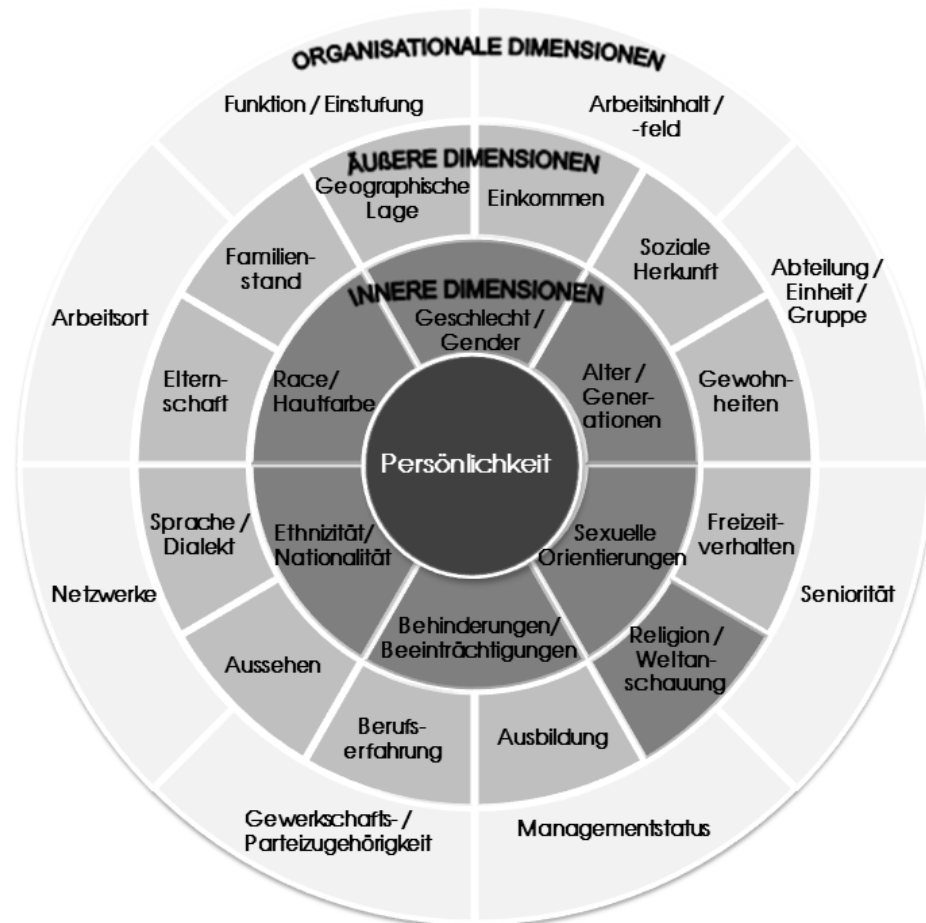 ORGANISATIONALE DIMENSIONEN
Funktion / Einstufung
Arbeitsinhalt /
-feld
Abteilung /
Einheit /
Gruppe
Seniorität
Managementstatus
Gewerkschafts- /
Parteizugehörigkeit
Netzwerke
Arbeitsort
ÄUßERE DIMENSIONEN
Geographische
Lage
Einkommen
Soziale
Herkunft
Gewohn-
heiten
Freizeit-
verhalten
Religion /
Weltan-
schauung
Ausbildung
Berufs-
erfahrung
Aussehen
Sprache /
Dialekt
Eltern-
schaft
Familien-
stand
INNERE DIMENSIONEN
Geschlecht /
Gender
Alter /
Gener-
ationen
Sexuelle
Orientierungen
Behinderungen/
Beeinträchtigungen
Ethnizität/
Nationalität
Race/
Hautfarbe
Persönlichkeit